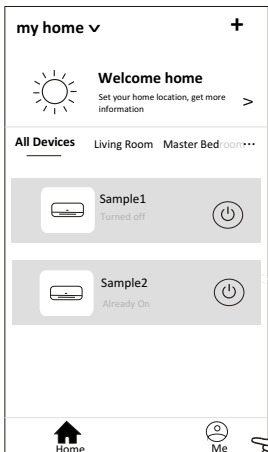 my home
Welcome home
Set your home location, get more
information
All Devices Living Room Master Bedroom
Sample1
Turned off
Sample2
Already On
Home Me